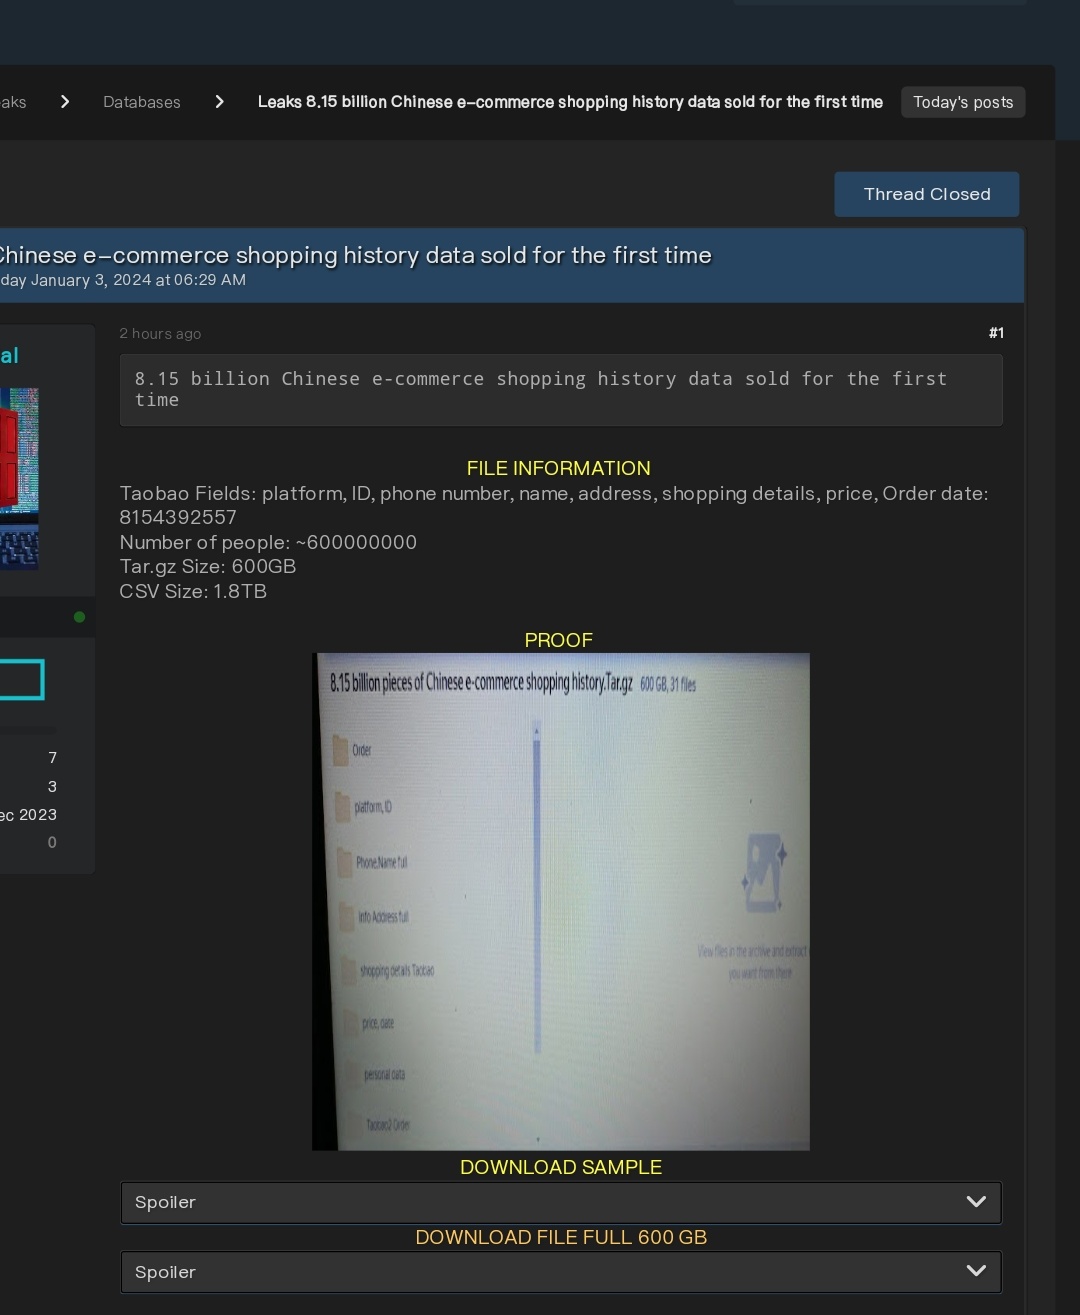 aks > Databases > Leaks 8.15 billion Chinese e-commerce shopping history data sold for the first time Today's posts
Thread Closed
Chinese e-commerce shopping history data sold for the first time
day January 3, 2024 at 06:29 AM
al
7
3
ec 2023
0
2 hours ago #1
8.15 billion Chinese e-commerce shopping history data sold for the first
time
FILE INFORMATION
Taobao Fields: platform, ID, phone number, name, address, shopping details, price, Order date:
8154392557
Number of people: ~600000000
Tar.gz Size: 600GB
CSV Size: 1.8TB
PROOF
8.15 billion pieces of Chinese e-commerce shopping history.Tar.gz 600 GB, 31 files
Order
platform, ID
Phone,Name full
Info Address full
shopping details Taobao
price, date
personal data
Taobao2 Order
View files in the archive and extract
you want from there
DOWNLOAD SAMPLE
Spoiler
DOWNLOAD FILE FULL 600 GB
Spoiler